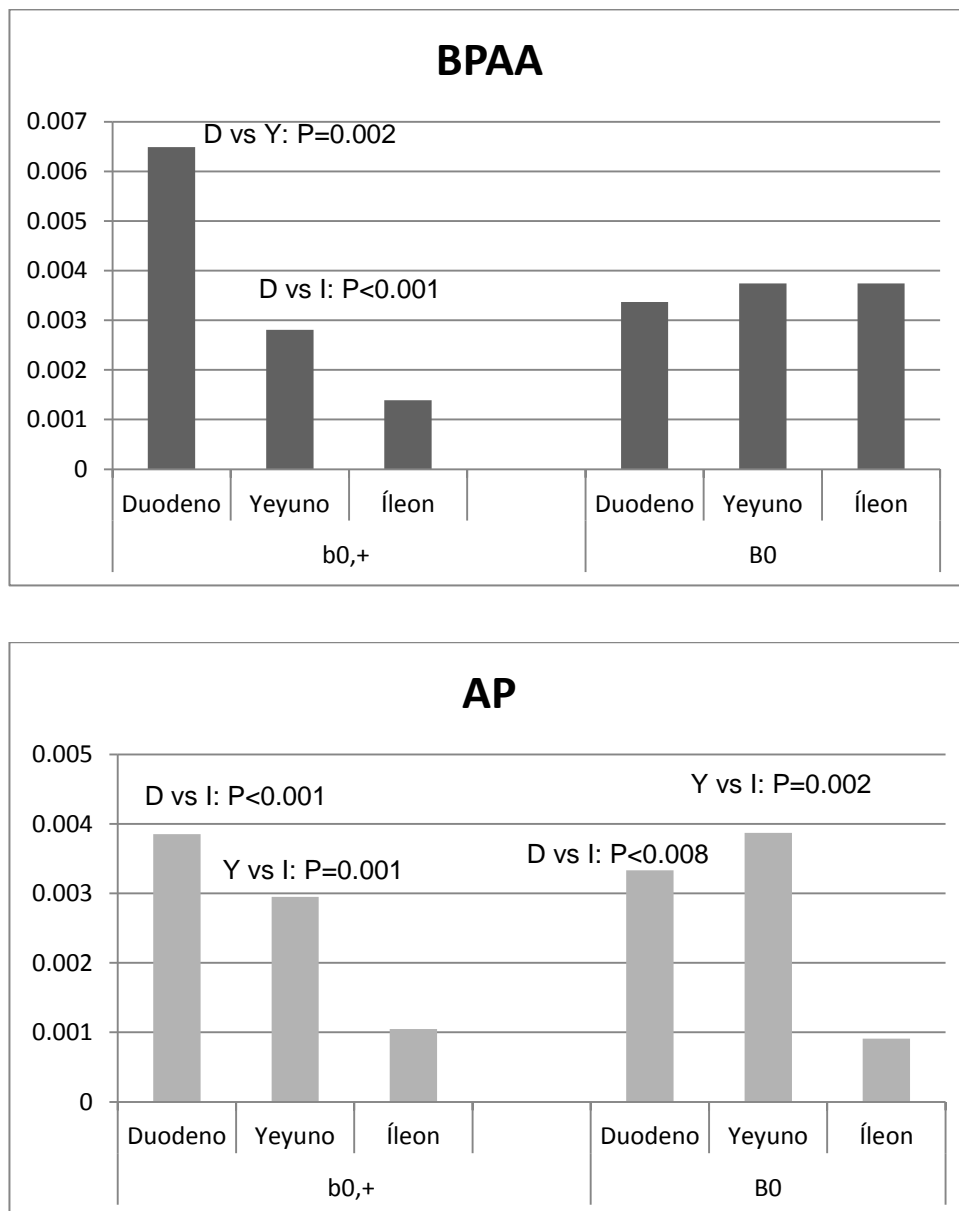 BPAA
0.007
D vs Y: P=0.002
0.006
0.005
0.004
D vs I: P<0.001
0.003
0.002
0.001
0
Duodeno Yeyuno Íleon Duodeno Yeyuno Íleon
b0,+ B0
AP
0.005
D vs I: P<0.001 Y vs I: P=0.002
0.004
Y vs I: P=0.001 D vs I: P<0.008
0.003
0.002
0.001
0
Duodeno Yeyuno Íleon Duodeno Yeyuno Íleon
b0,+ B0